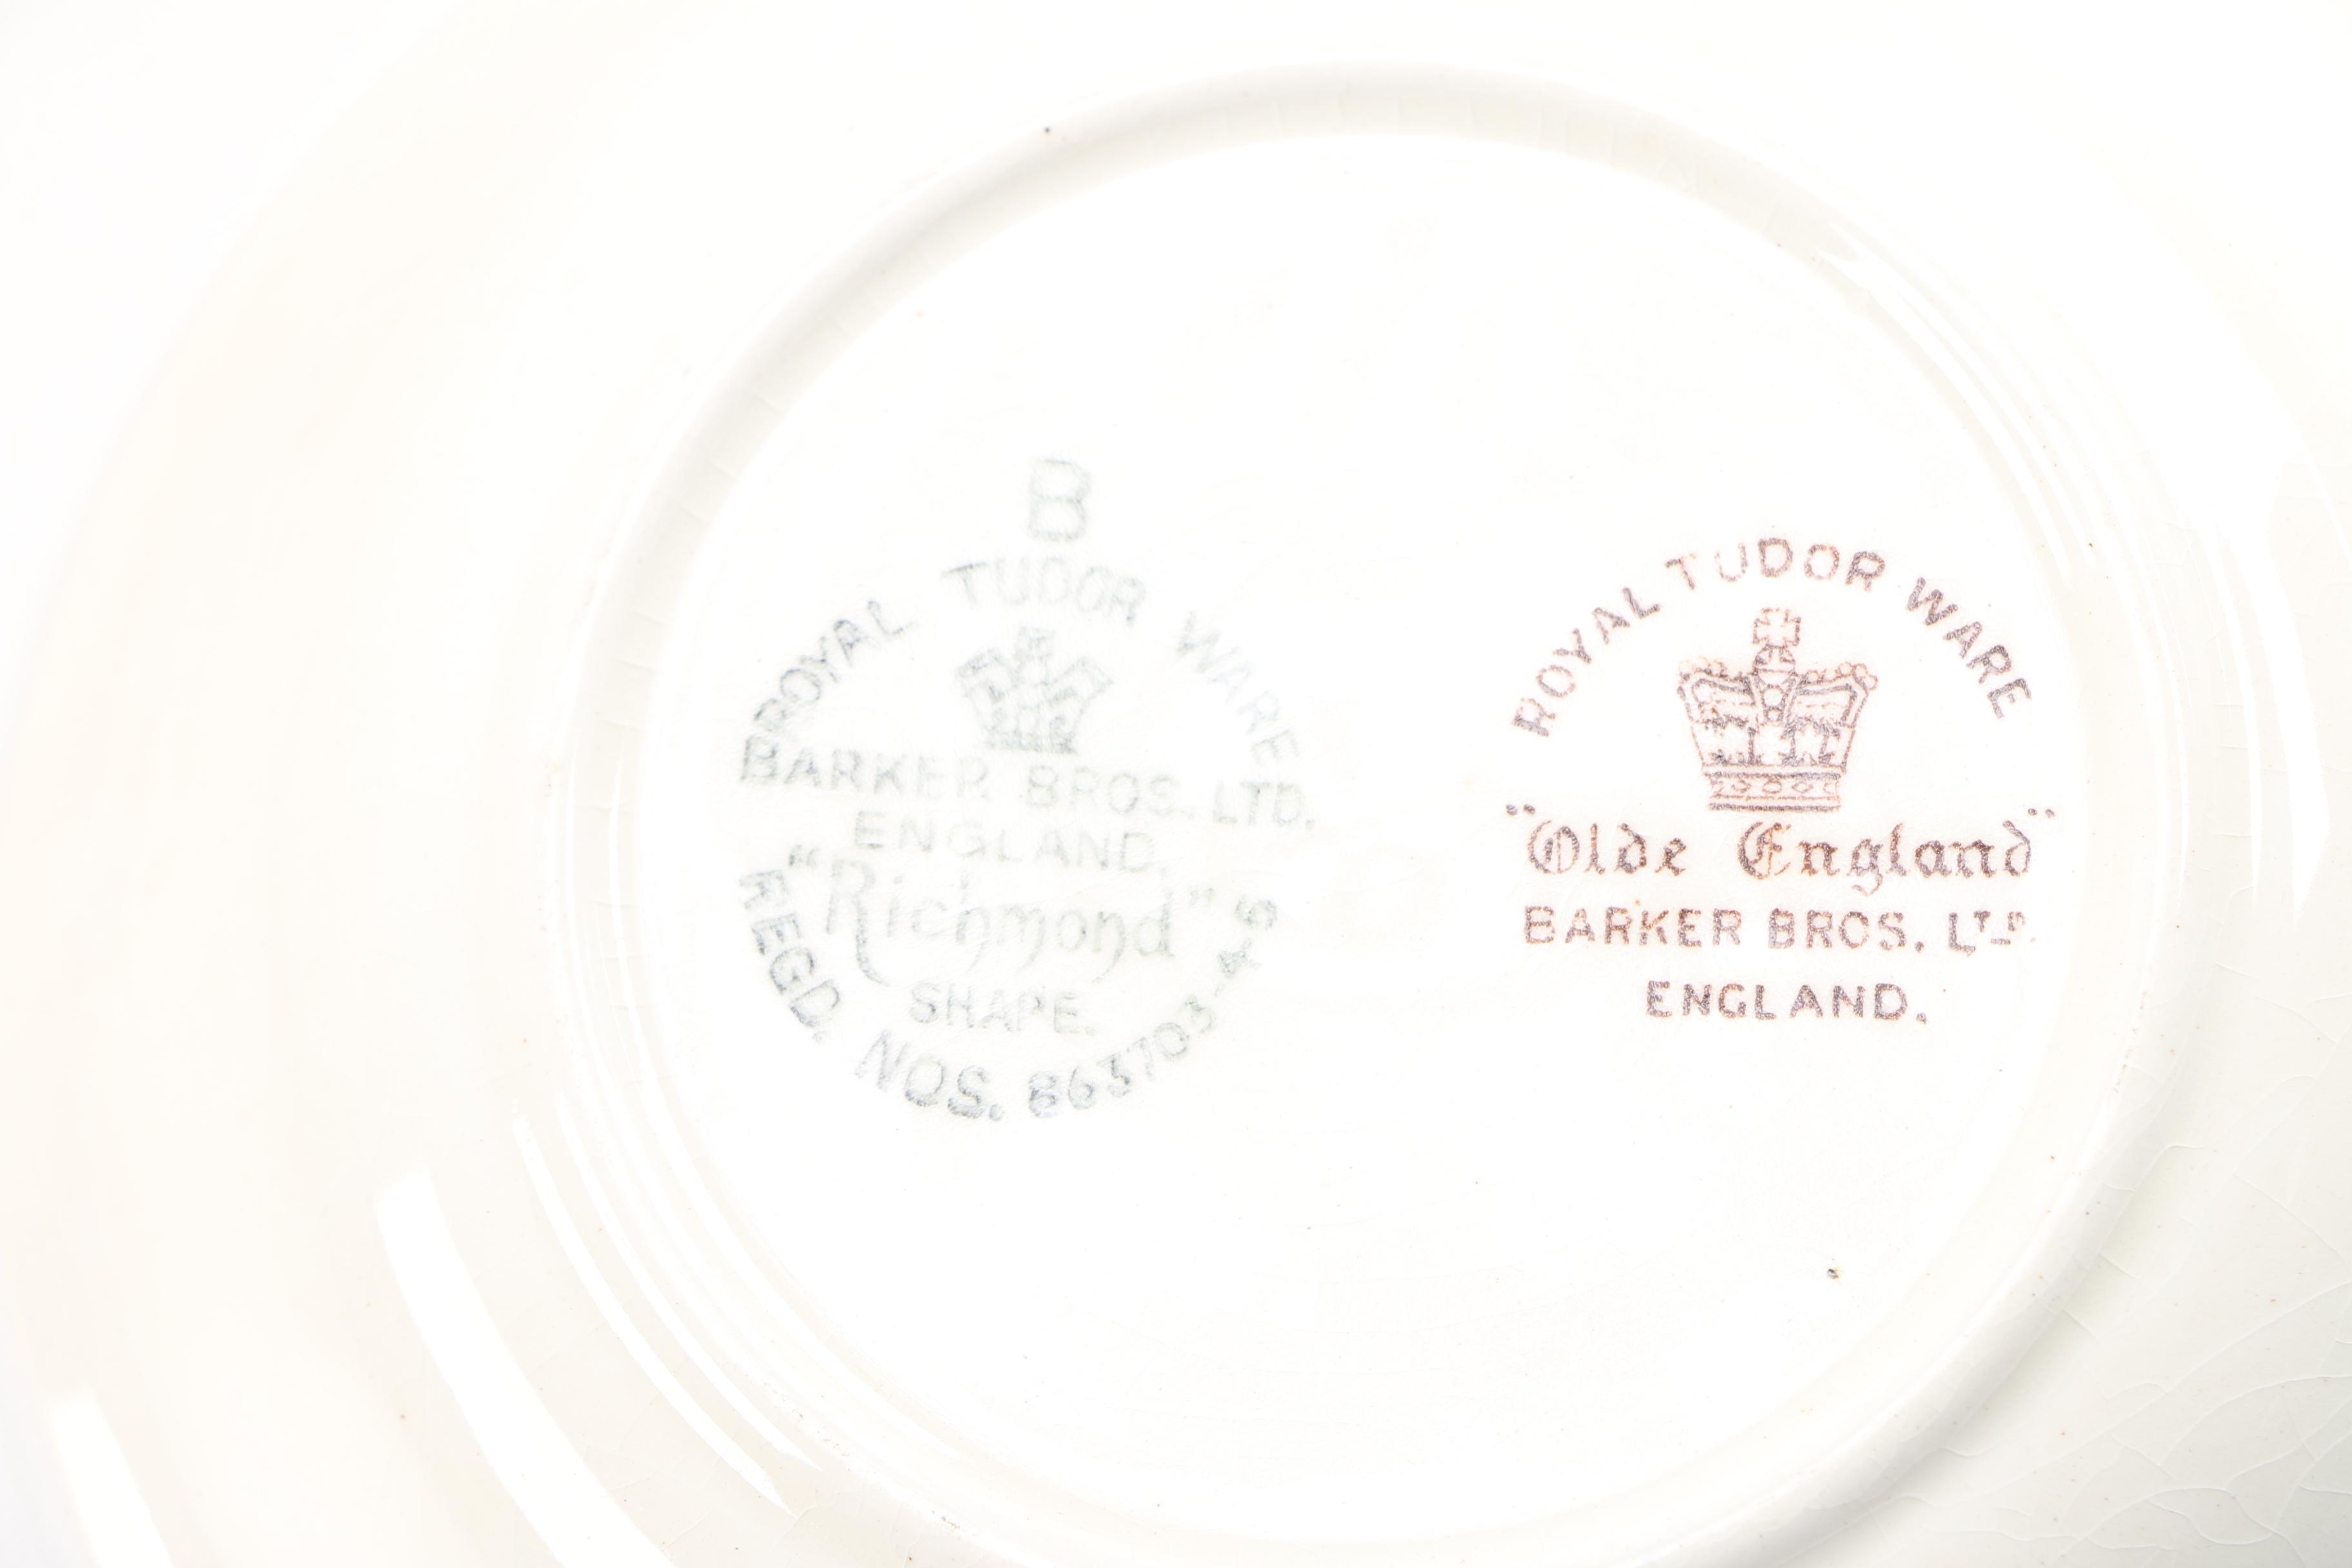 B
ROYAL TUDOR WARE
BARKER BROS. LTD.
ENGLAND.
"Richmond"
SHAPE.
REGD. NOS. 863703-4-5
ROYAL TUDOR WARE
"Olde England"
BARKER BROS. LTD.
ENGLAND.